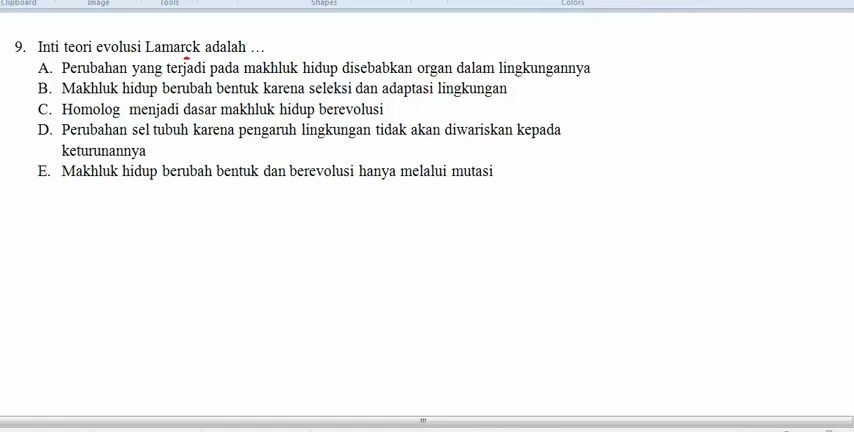 Clipboard Image Tools Shapes Colors
9. Inti teori evolusi Lamarck adalah …
A. Perubahan yang terjadi pada makhluk hidup disebabkan organ dalam lingkungannya
B. Makhluk hidup berubah bentuk karena seleksi dan adaptasi lingkungan
C. Homolog menjadi dasar makhluk hidup berevolusi
D. Perubahan sel tubuh karena pengaruh lingkungan tidak akan diwariskan kepada
keturunannya
E. Makhluk hidup berubah bentuk dan berevolusi hanya melalui mutasi